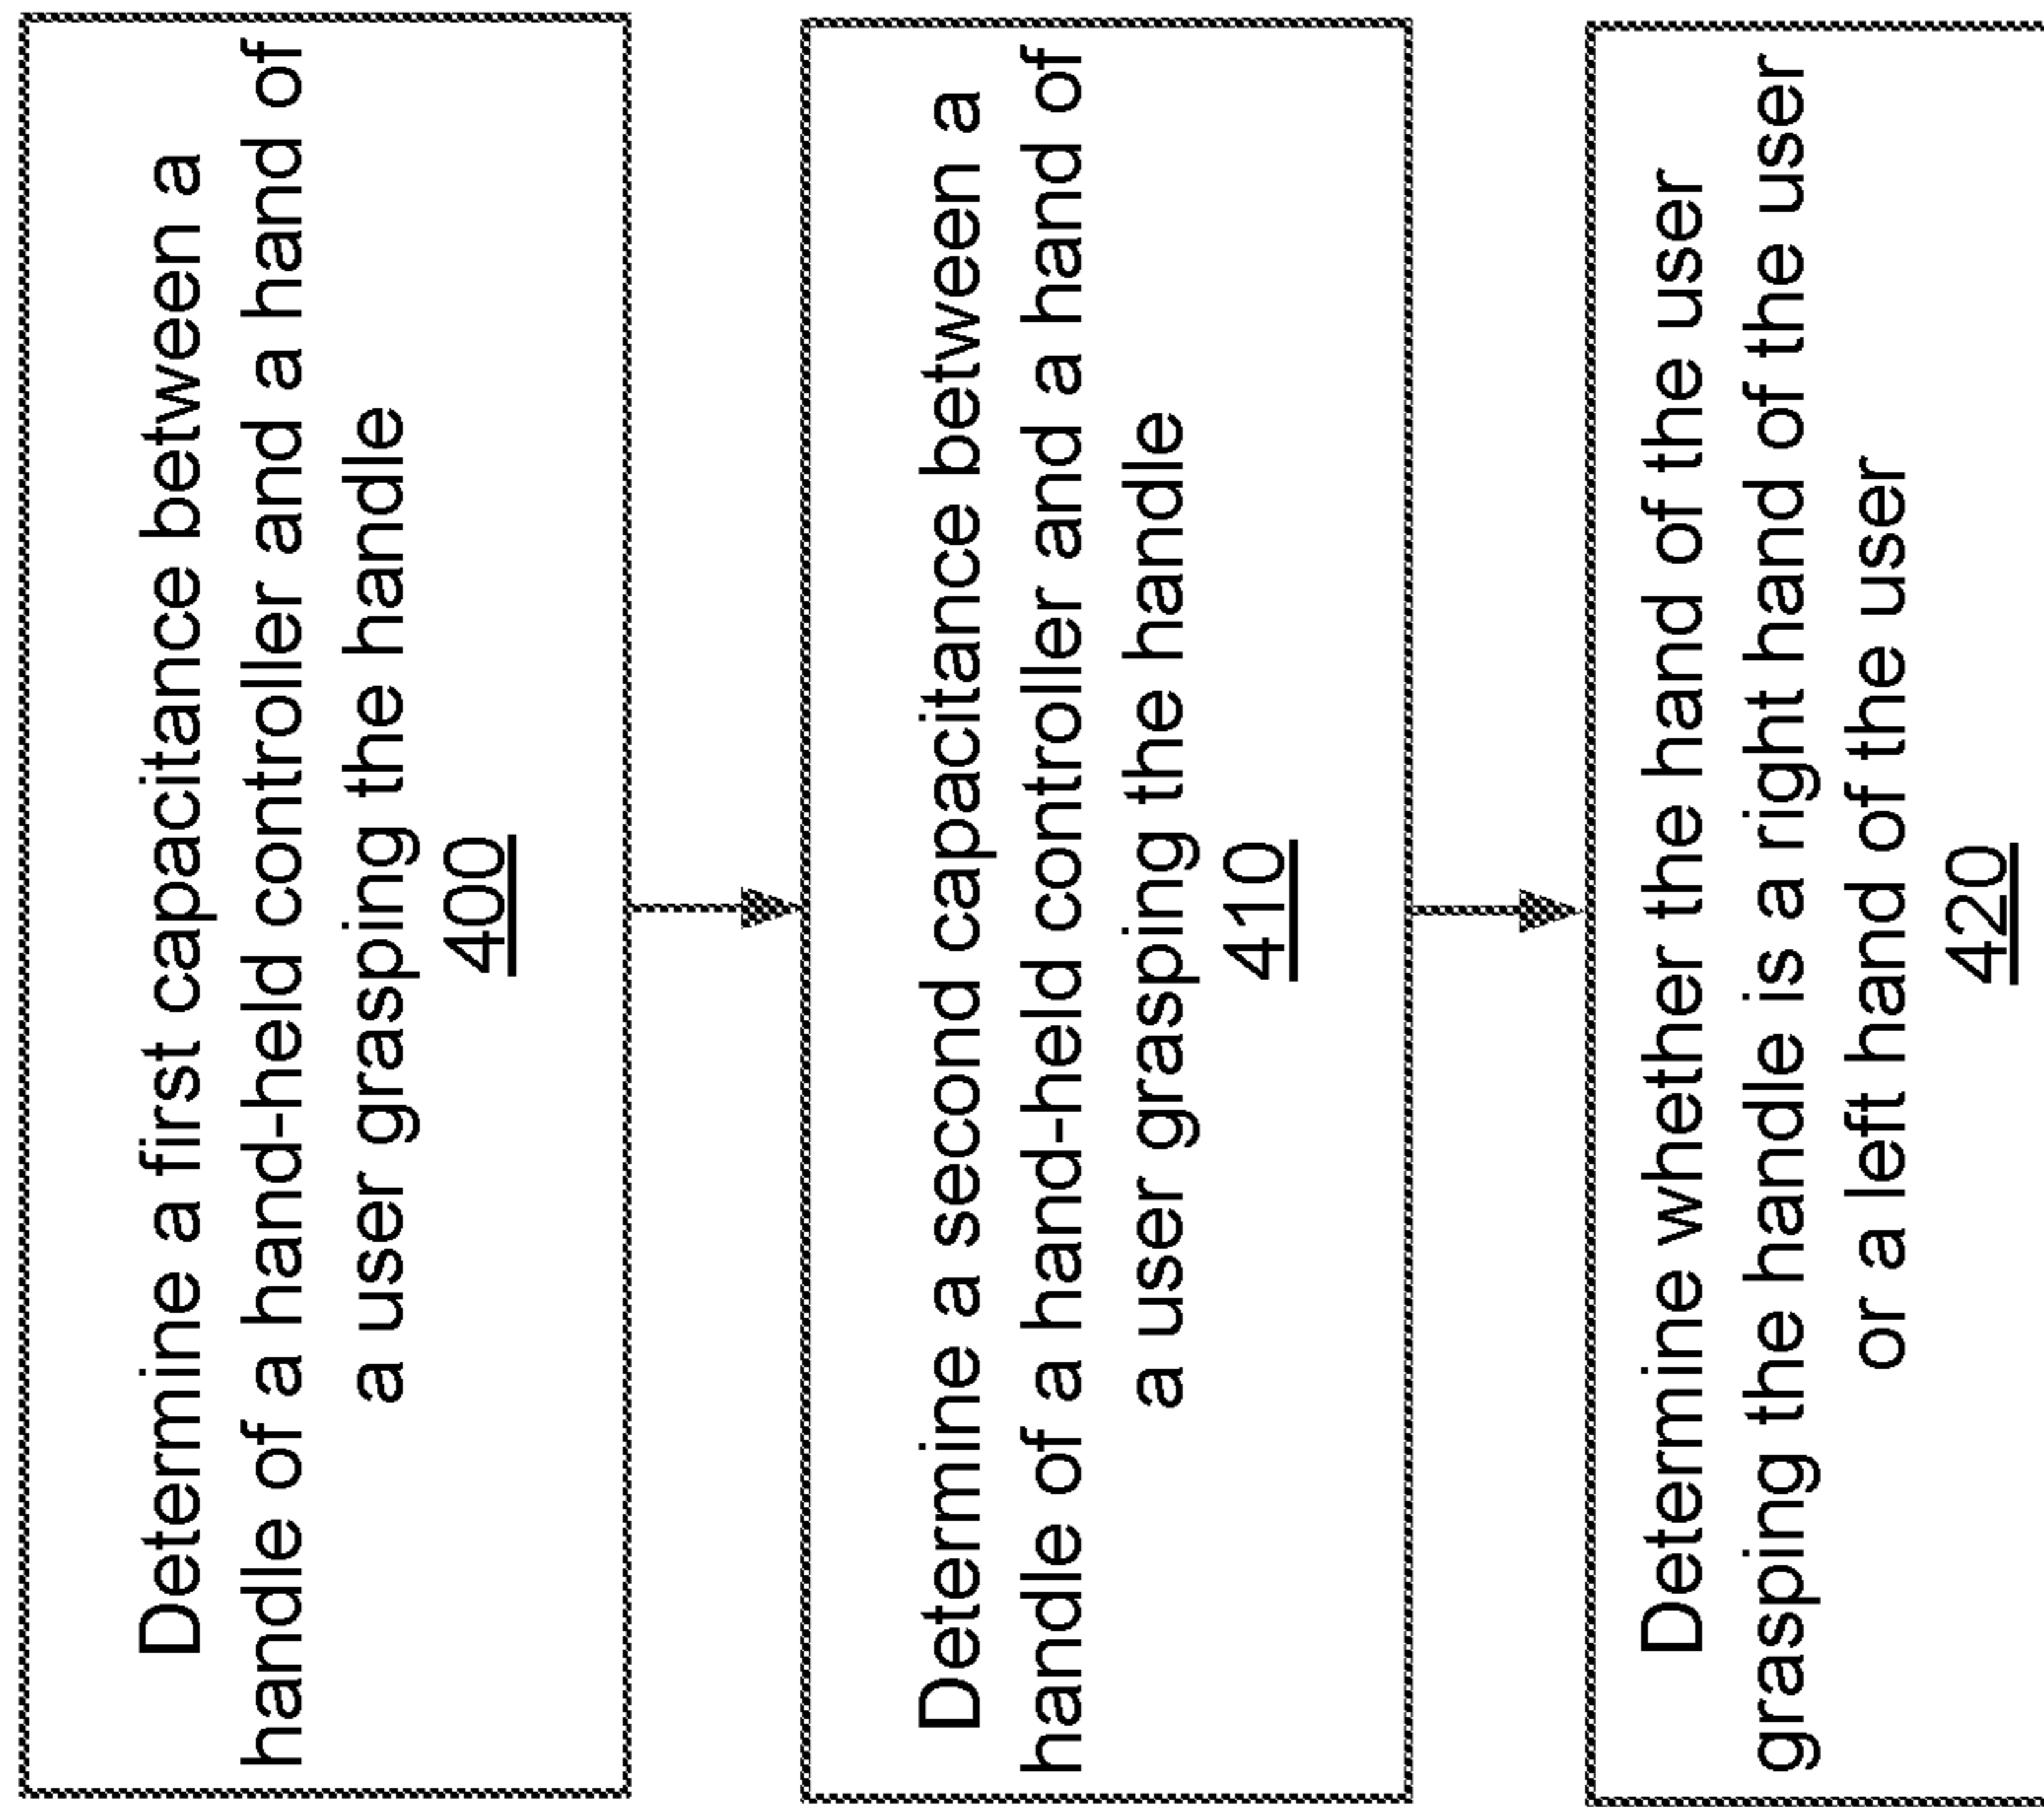 Determine a first capacitance between a
handle of a hand-held controller and a hand of
a user grasping the handle
400
Determine a second capacitance between a
handle of a hand-held controller and a hand of
a user grasping the handle
410
Determine whether the hand of the user
grasping the handle is a right hand of the user
or a left hand of the user
420